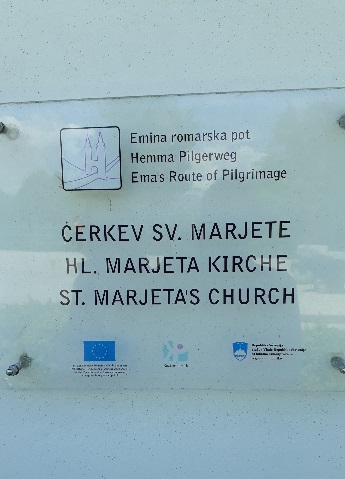 Emina romarska pot
Hemma Pilgerweg
Ema's Route of Pilgrimage
CERKEV SV. MARJETE
HL. MARJETA KIRCHE
ST. MARJETA'S CHURCH